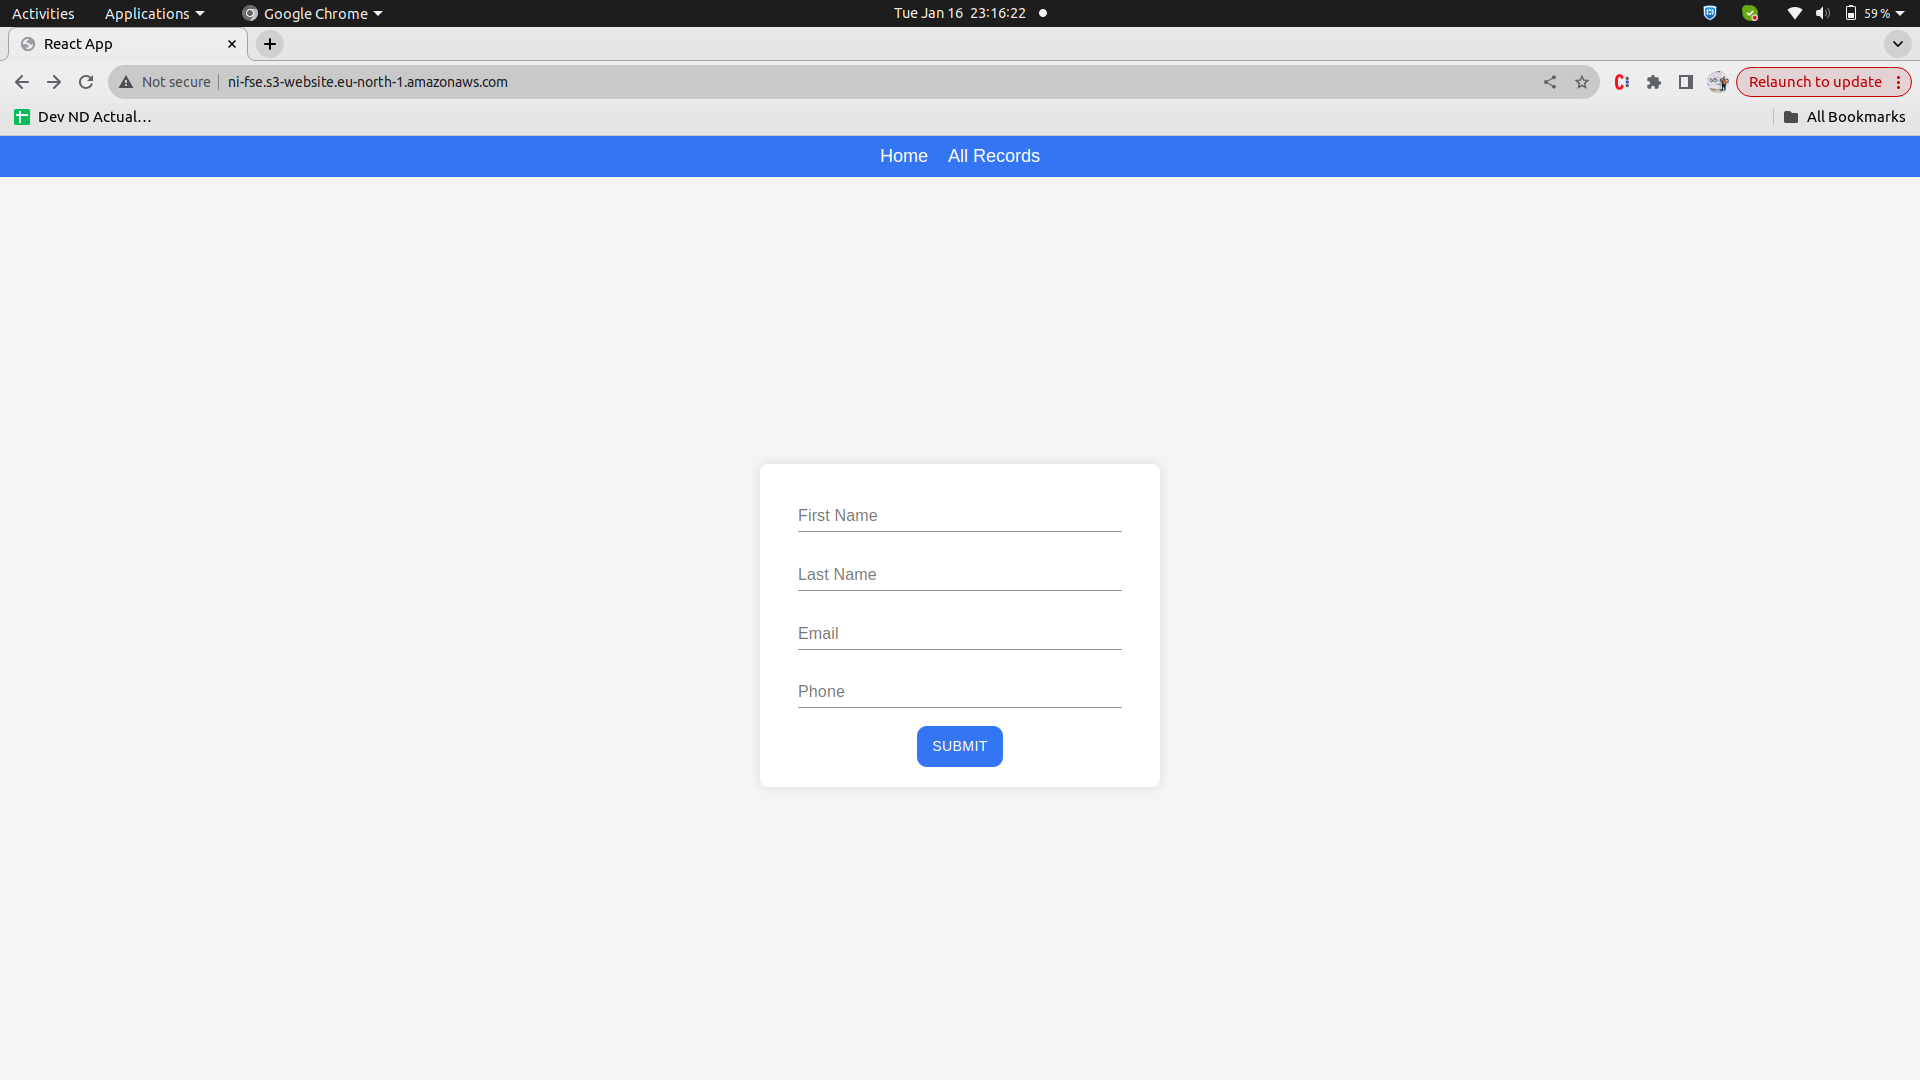 Activities Applications Google Chrome Tue Jan 16 23:16:22 59 %
React App
Not secure ni-fse.s3-website.eu-north-1.amazonaws.com Relaunch to update
Dev ND Actual... All Bookmarks
Home All Records
First Name
Last Name
Email
Phone
SUBMIT